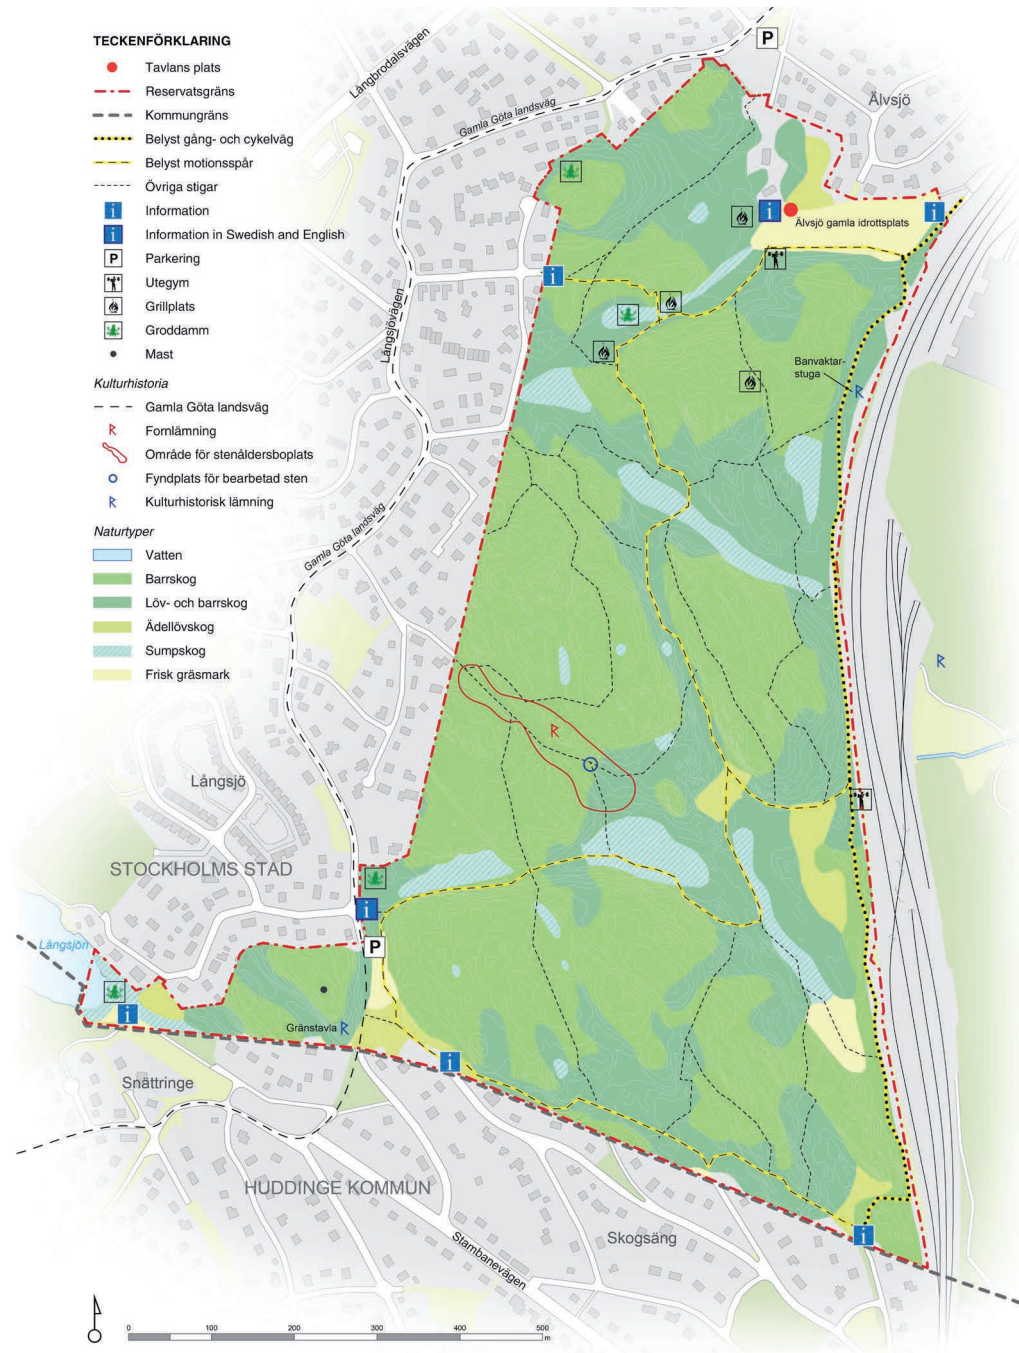 TECKENFÖRKLARING
Tavlans plats
Reservatsgräns
Kommungräns
Belyst gång- och cykelväg
Belyst motionsspår
Övriga stigar
i Information
i Information in Swedish and English
P Parkering
Utegym
Grillplats
Groddamm
Mast
Kulturhistoria
Gamla Göta landsväg
Fornlämning
Område för stenåldersboplats
Fyndplats för bearbetad sten
Kulturhistorisk lämning
Naturtyper
Vatten
Barrskog
Löv- och barrskog
Ädellövskog
Sumpskog
Frisk gräsmark
P
Långbrodalsvägen
Gamla Göta landsväg
Älvsjö
i
i
Älvsjö gamla idrottsplats
i
Långsjövägen
Banvaktar-
stuga
Gamla Göta landsväg
Långsjö
STOCKHOLMS STAD
i
P
Långsjön
i
Gränstavla
i
Snättringe
HUDDINGE KOMMUN
Stambanevägen
Skogsäng
i
0 100 200 300 400 500
m